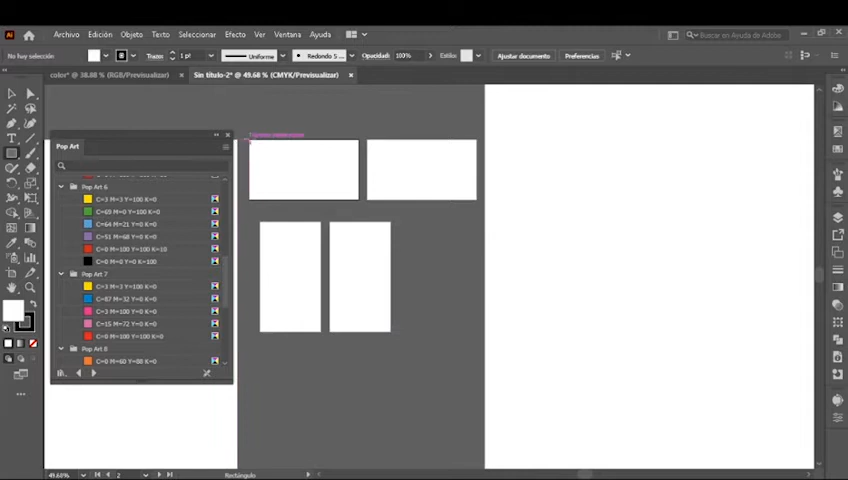 Ai Archivo Edición Objeto Texto Seleccionar Efecto Ver Ventana Ayuda Buscar en Ayuda de Adobe
No hay selección Trazo: 1 pt Uniforme Redondo 5 ... Opacidad: 100% Estilo: Ajustar documento Preferencias
color* @ 38.88 % (RGB/Previsualizar) × Sin título-2* @ 49.68 % (CMYK/Previsualizar) ×
Pop Art
Pop Art 6
C=3 M=3 Y=100 K=0
C=69 M=0 Y=100 K=0
C=64 M=21 Y=0 K=0
C=51 M=68 Y=0 K=0
C=0 M=100 Y=100 K=10
C=0 M=0 Y=0 K=100
Pop Art 7
C=3 M=3 Y=100 K=0
C=87 M=32 Y=0 K=0
C=3 M=100 Y=0 K=0
C=15 M=72 Y=0 K=0
C=0 M=100 Y=100 K=0
Pop Art 8
C=0 M=60 Y=88 K=0
49.68% 2 Rectángulo